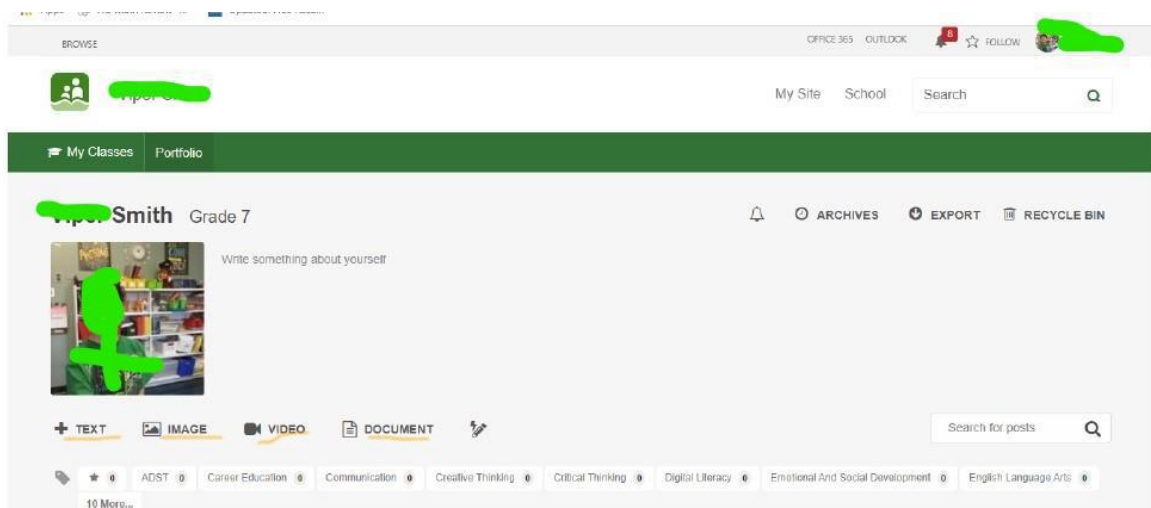 BROWSE OFFICE 365 OUTLOOK 8 FOLLOW
My Site School Search
My Classes Portfolio
Smith Grade 7 ARCHIVES EXPORT RECYCLE BIN
Write something about yourself
TEXT IMAGE VIDEO DOCUMENT Search for posts
0 ADST 0 Career Education 0 Communication 0 Creative Thinking 0 Critical Thinking 0 Digital Literacy 0 Emotional And Social Development 0 English Language Arts 0
10 More...